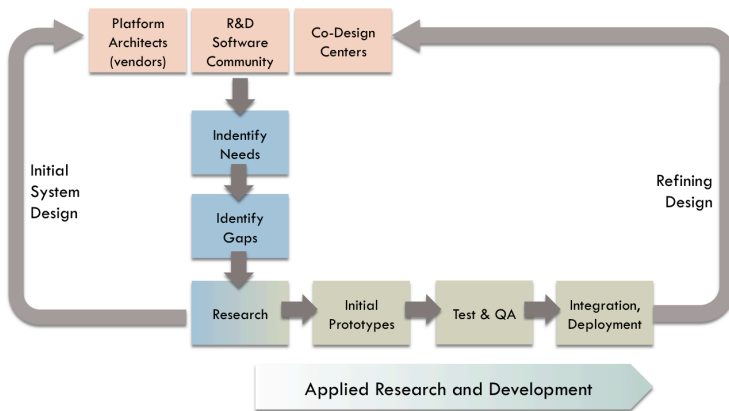 Platform
Architects
(vendors)
R&D
Software
Community
Co-Design
Centers
Indentify
Needs
Initial
System
Design
Refining
Design
Identify
Gaps
Research
Initial
Prototypes
Test & QA
Integration,
Deployment
Applied Research and Development